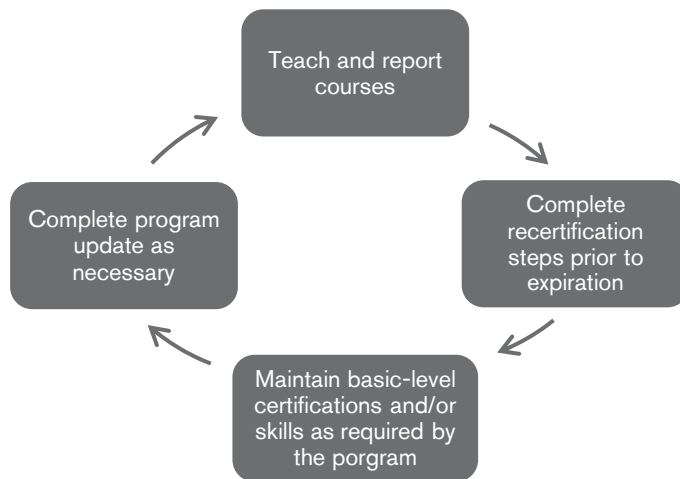 Teach and report
courses
Complete
recertification
steps prior to
expiration
Maintain basic-level
certifications and/or
skills as required by
the porgram
Complete program
update as
necessary